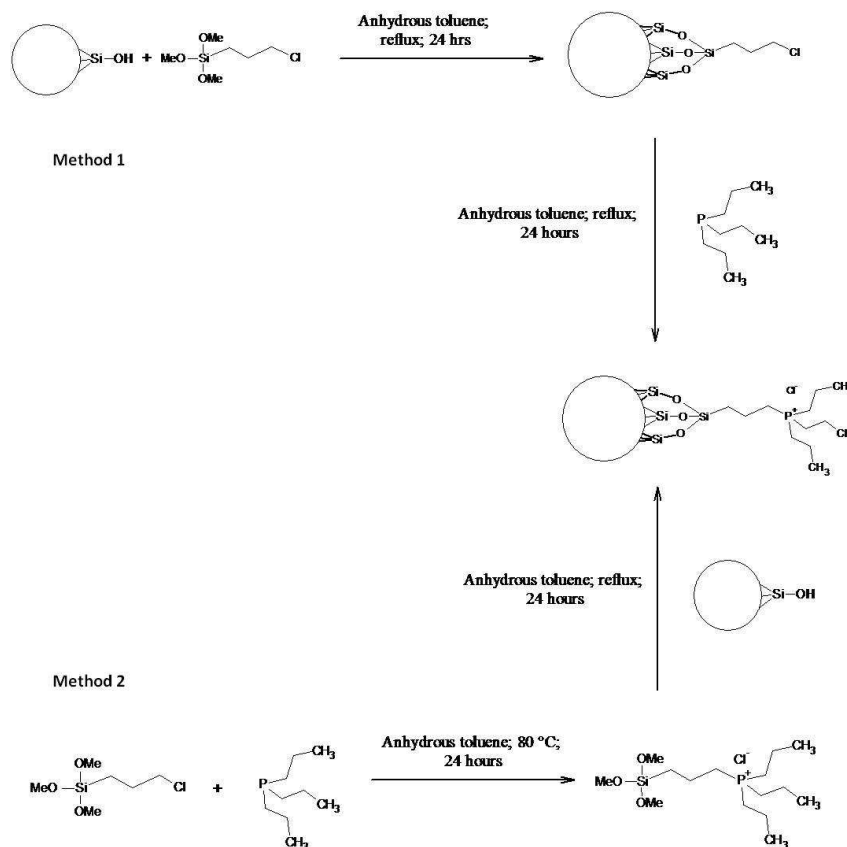 Anhydrous toluene;
reflux; 24 hrs
Si-OH
+
OMe
MeO-Si
OMe
Cl
Si
O
Si-O-Si
Si
O
Cl
Method 1
Anhydrous toluene; reflux;
24 hours
P
CH3
CH3
CH3
Si
O
Si-O-Si
Si
O
Cl-
P+
CH
CH
CH3
Anhydrous toluene; reflux;
24 hours
Si-OH
Method 2
OMe
MeO-Si
OMe
Cl
+
P
CH3
CH3
CH3
Anhydrous toluene; 80 °C;
24 hours
OMe
MeO-Si
OMe
Cl-
P+
CH3
CH3
CH3